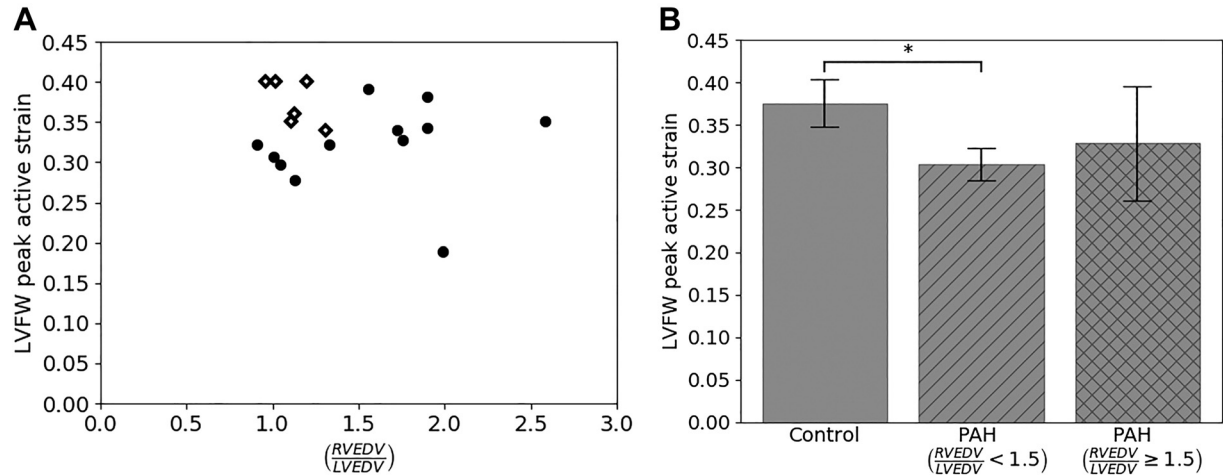 A
LVFW peak active strain
0.45
0.40
0.35
0.30
0.25
0.20
0.15
0.10
0.05
0.00
0.0 0.5 1.0 1.5 2.0 2.5 3.0
(RVEDV/LVEDV)
B
LVFW peak active strain
0.45
0.40
0.35
0.30
0.25
0.20
0.15
0.10
0.05
0.00
*
Control PAH PAH
(RVEDV/LVEDV < 1.5) (RVEDV/LVEDV ≥ 1.5)